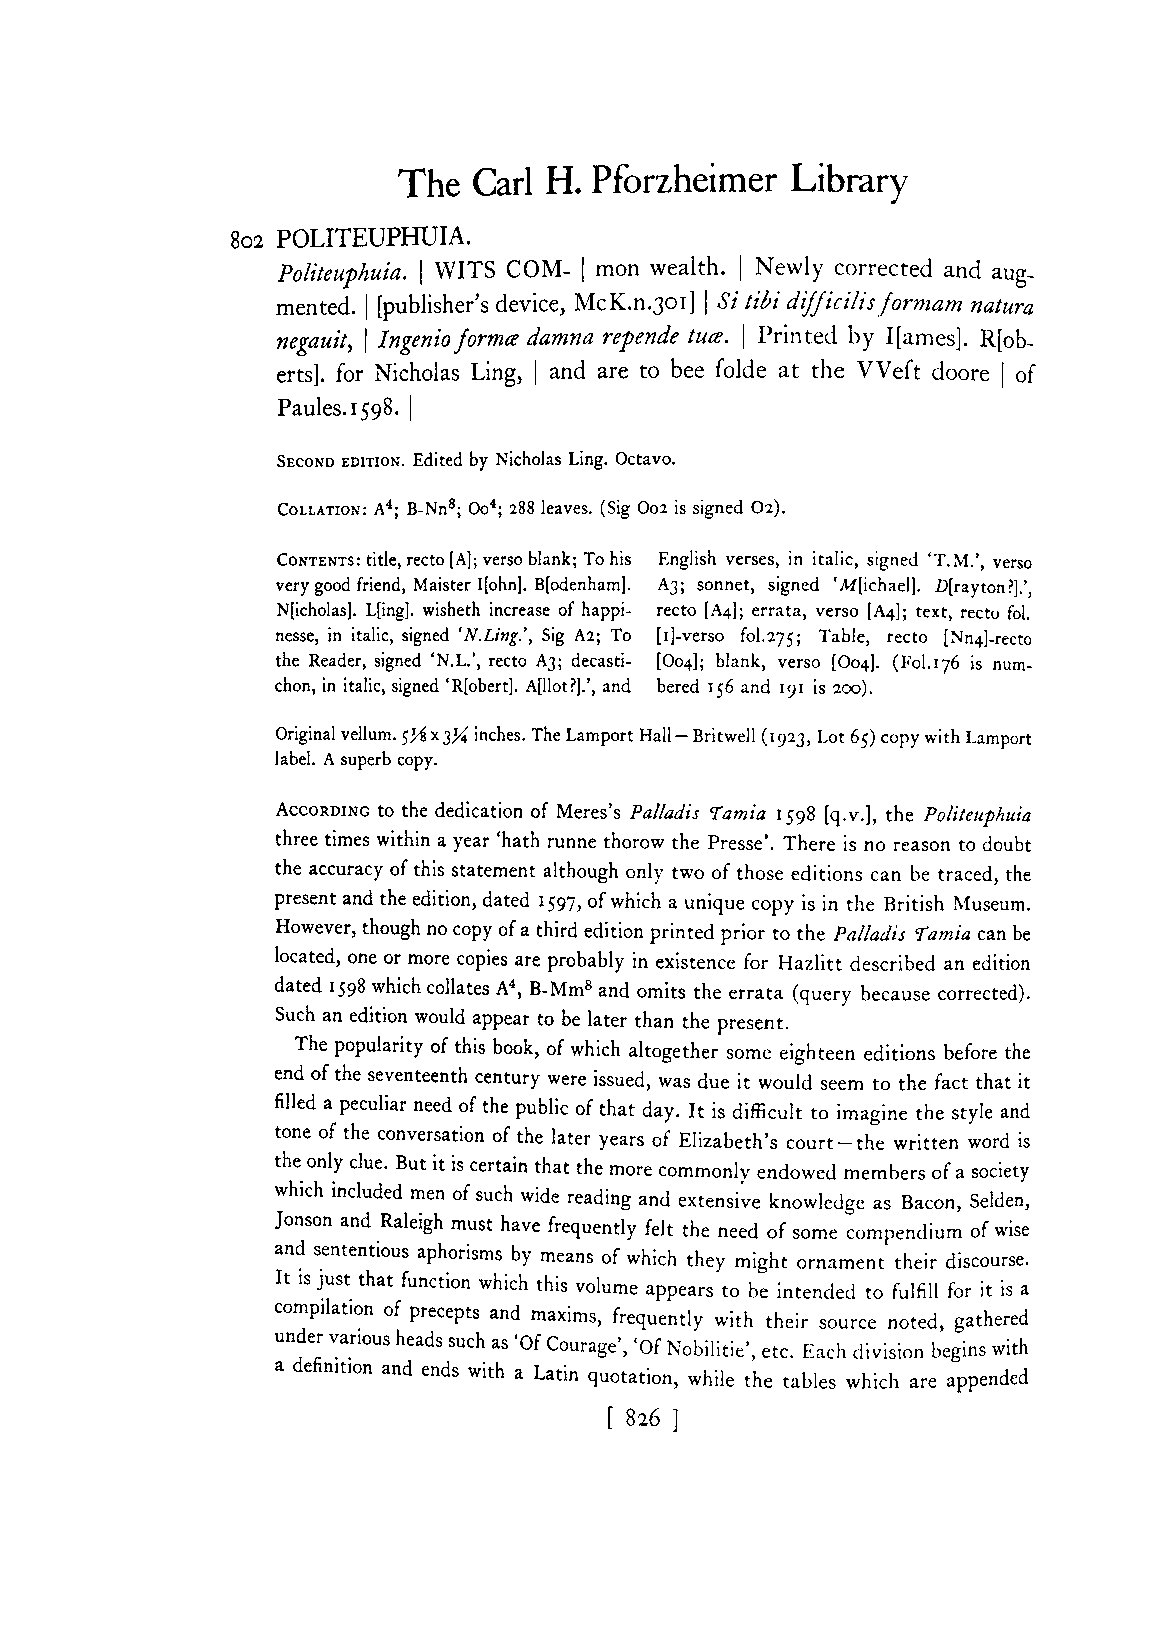 The Carl H. Pforzheimer Library
802 POLITEUPHUIA.
Politeuphuia. | WITS COM- | mon wealth. | Newly corrected and aug-
mented. | [publisher's device, McK.n.301] | Si tibi difficilis formam natura
negauit, | Ingenio formæ damna repende tuæ. | Printed by I[ames]. R[ob-
erts]. for Nicholas Ling, | and are to bee ſolde at the VVeſt doore | of
Paules.1598. |
SECOND EDITION. Edited by Nicholas Ling. Octavo.
COLLATION: A⁴; B-Nn⁸; Oo⁴; 288 leaves. (Sig Oo2 is signed O2).
CONTENTS: title, recto [A]; verso blank; To his
very good friend, Maister I[ohn]. B[odenham].
N[icholas]. L[ing]. wisheth increase of happi-
nesse, in italic, signed 'N.Ling.', Sig A2; To
the Reader, signed 'N.L.', recto A3; decasti-
chon, in italic, signed 'R[obert]. A[llot?].', and
English verses, in italic, signed 'T.M.', verso
A3; sonnet, signed 'M[ichael]. D[rayton?].',
recto [A4]; errata, verso [A4]; text, recto fol.
[1]-verso fol.275; Table, recto [Nn4]-recto
[Oo4]; blank, verso [Oo4]. (Fol.176 is num-
bered 156 and 191 is 200).
Original vellum. 5⅛ x 3¼ inches. The Lamport Hall—Britwell (1923, Lot 65) copy with Lamport
label. A superb copy.
ACCORDING to the dedication of Meres's Palladis Tamia 1598 [q.v.], the Politeuphuia
three times within a year 'hath runne thorow the Presse'. There is no reason to doubt
the accuracy of this statement although only two of those editions can be traced, the
present and the edition, dated 1597, of which a unique copy is in the British Museum.
However, though no copy of a third edition printed prior to the Palladis Tamia can be
located, one or more copies are probably in existence for Hazlitt described an edition
dated 1598 which collates A⁴, B-Mm⁸ and omits the errata (query because corrected).
Such an edition would appear to be later than the present.
The popularity of this book, of which altogether some eighteen editions before the
end of the seventeenth century were issued, was due it would seem to the fact that it
filled a peculiar need of the public of that day. It is difficult to imagine the style and
tone of the conversation of the later years of Elizabeth's court—the written word is
the only clue. But it is certain that the more commonly endowed members of a society
which included men of such wide reading and extensive knowledge as Bacon, Selden,
Jonson and Raleigh must have frequently felt the need of some compendium of wise
and sententious aphorisms by means of which they might ornament their discourse.
It is just that function which this volume appears to be intended to fulfill for it is a
compilation of precepts and maxims, frequently with their source noted, gathered
under various heads such as 'Of Courage', 'Of Nobilitie', etc. Each division begins with
a definition and ends with a Latin quotation, while the tables which are appended
[ 826 ]